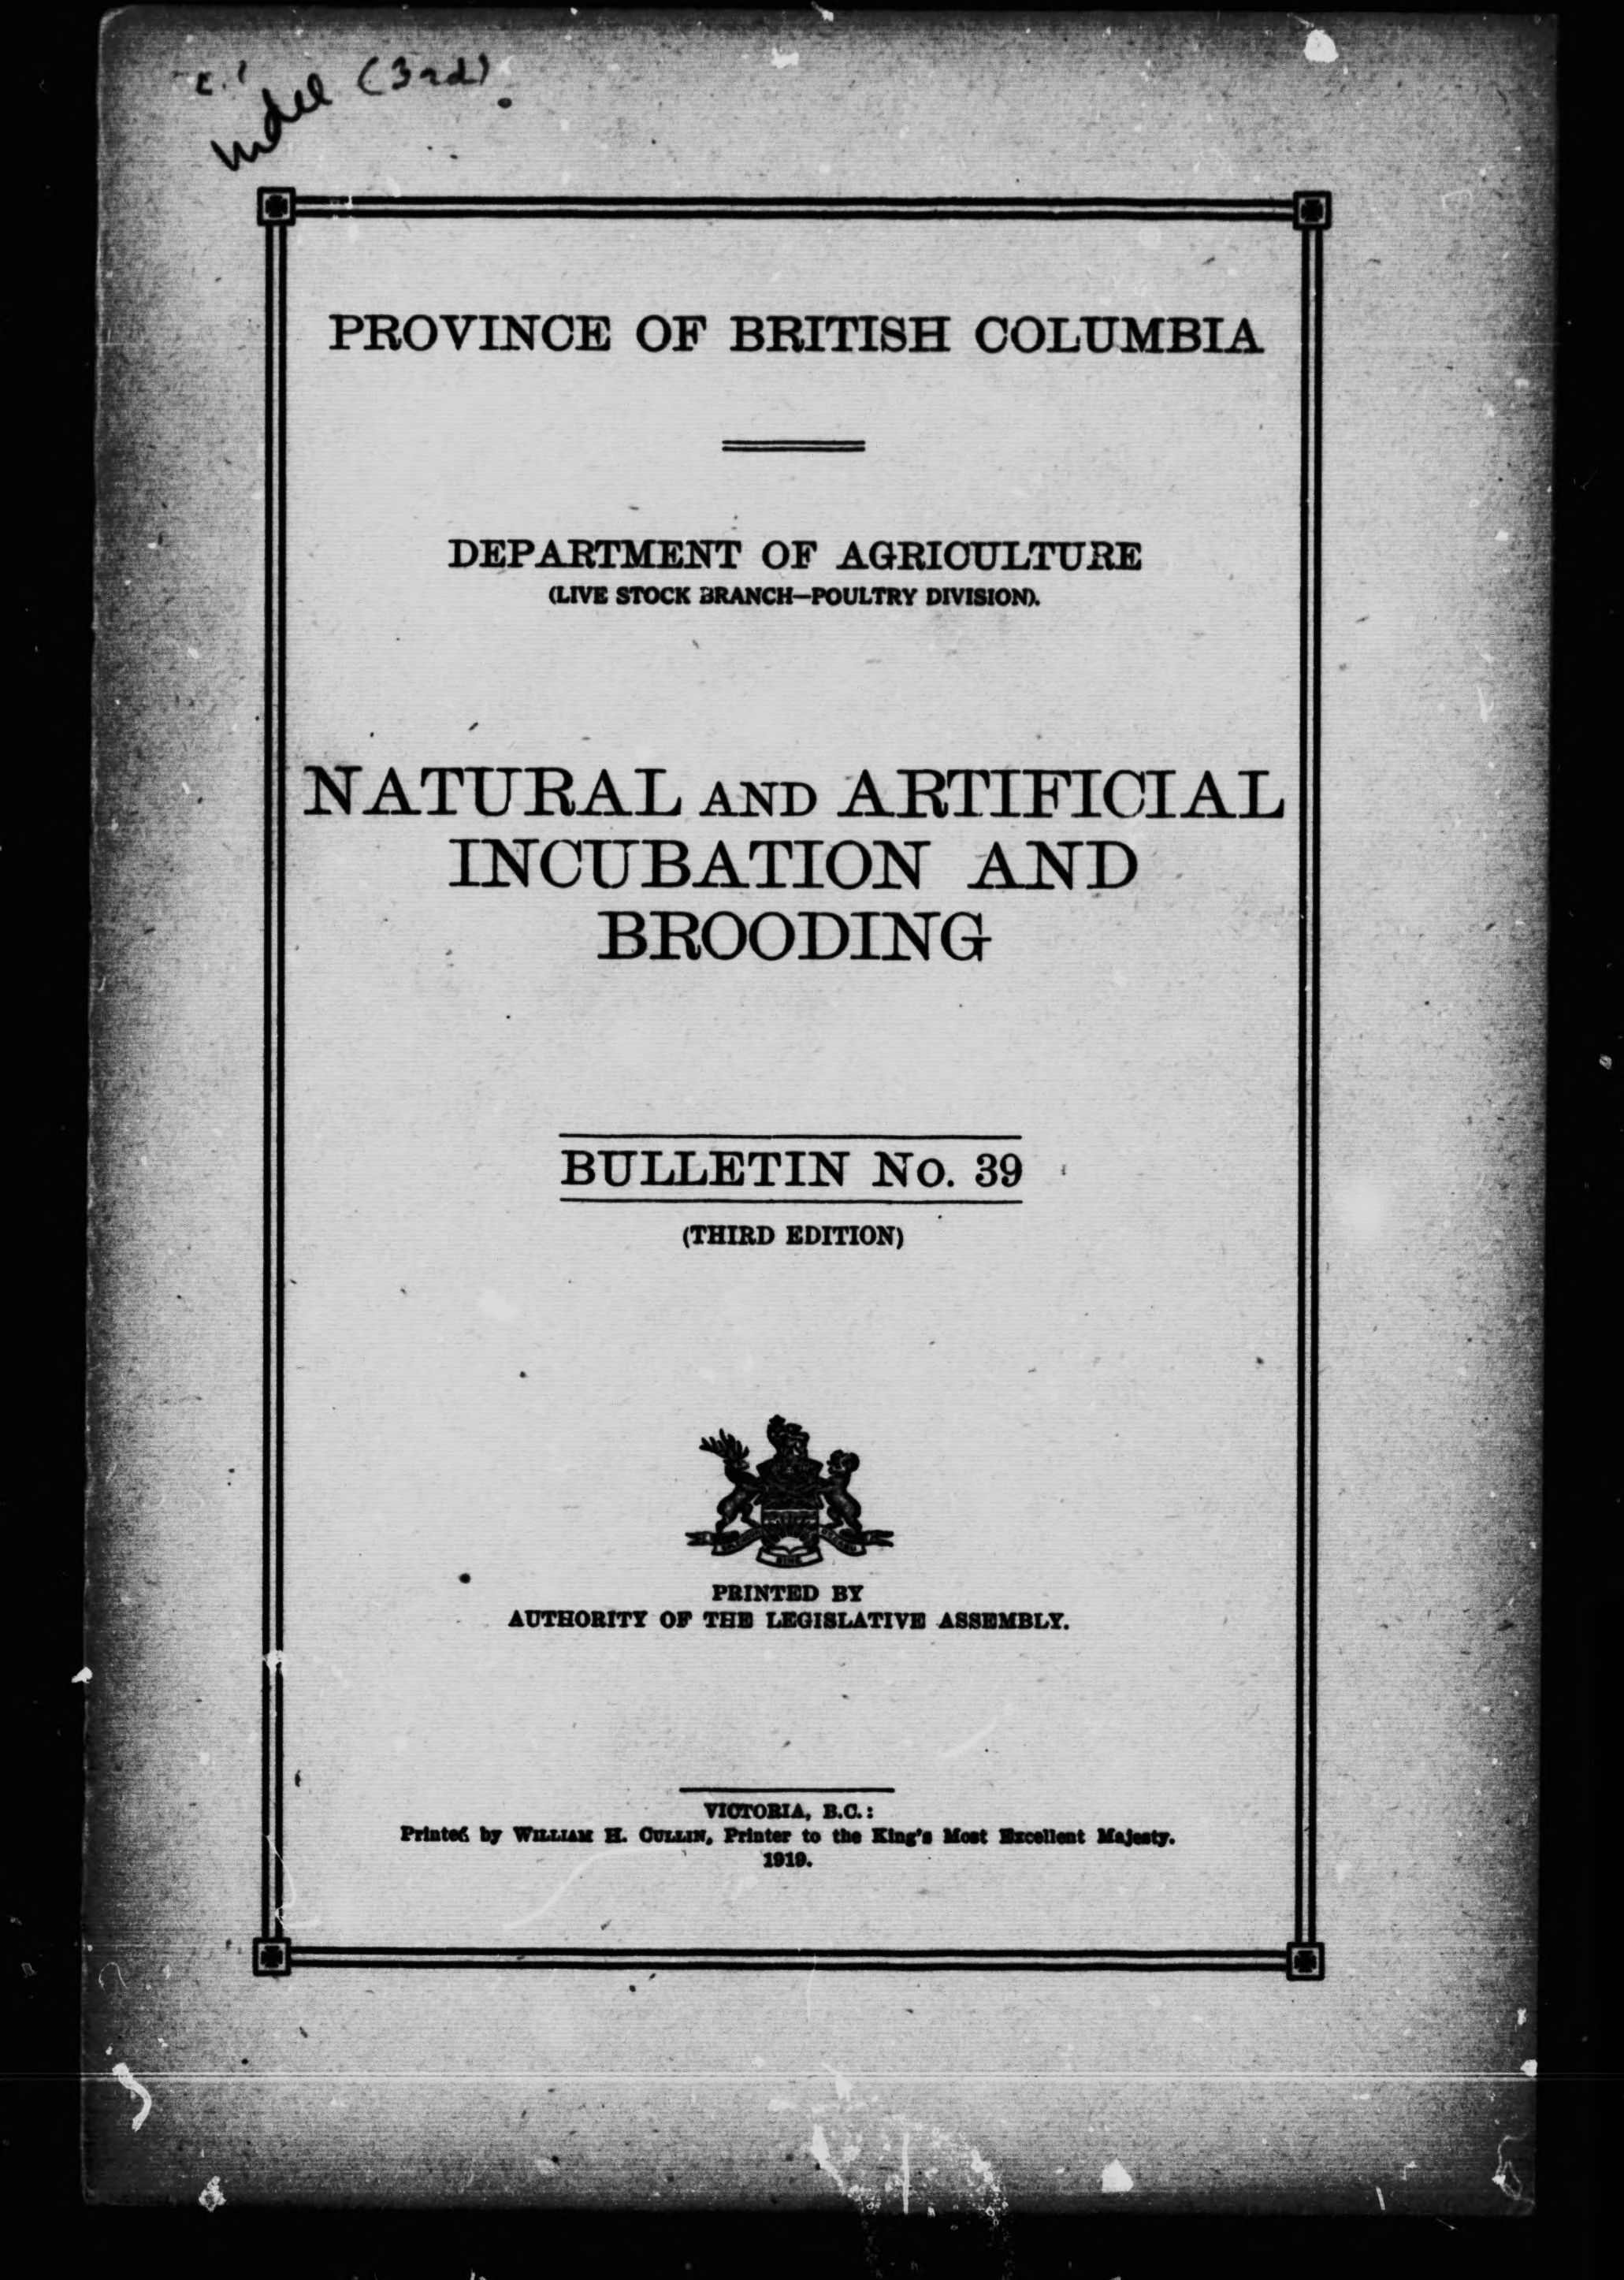 c.1
(3rd)
PROVINCE OF BRITISH COLUMBIA
DEPARTMENT OF AGRICULTURE
(LIVE STOCK BRANCH—POULTRY DIVISION).
NATURAL AND ARTIFICIAL
INCUBATION AND
BROODING
BULLETIN No. 39
(THIRD EDITION)
PRINTED BY
AUTHORITY OF THE LEGISLATIVE ASSEMBLY.
VICTORIA, B.C.:
Printed by WILLIAM H. CULLIN, Printer to the King's Most Excellent Majesty.
1919.